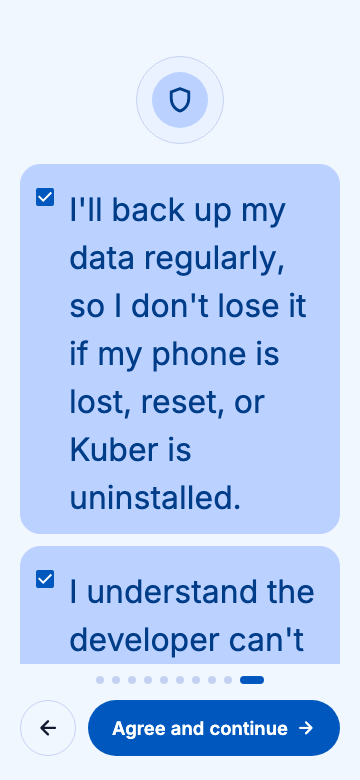 I'll back up my
data regularly,
so I don't lose it
if my phone is
lost, reset, or
Kuber is
uninstalled.
I understand the
developer can't
Agree and continue